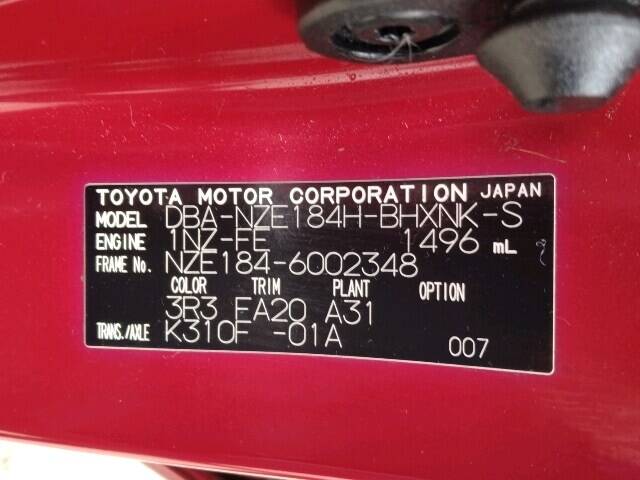 TOYOTA MOTOR CORPORATION JAPAN
MODEL DBA-NZE184H-BHXNK-S
ENGINE 1NZ-FE 1496 mL
FRAME No. NZE184-6002348
COLOR TRIM PLANT OPTION
3R3 FA20 A31
TRANS./AXLE K310F -01A 007